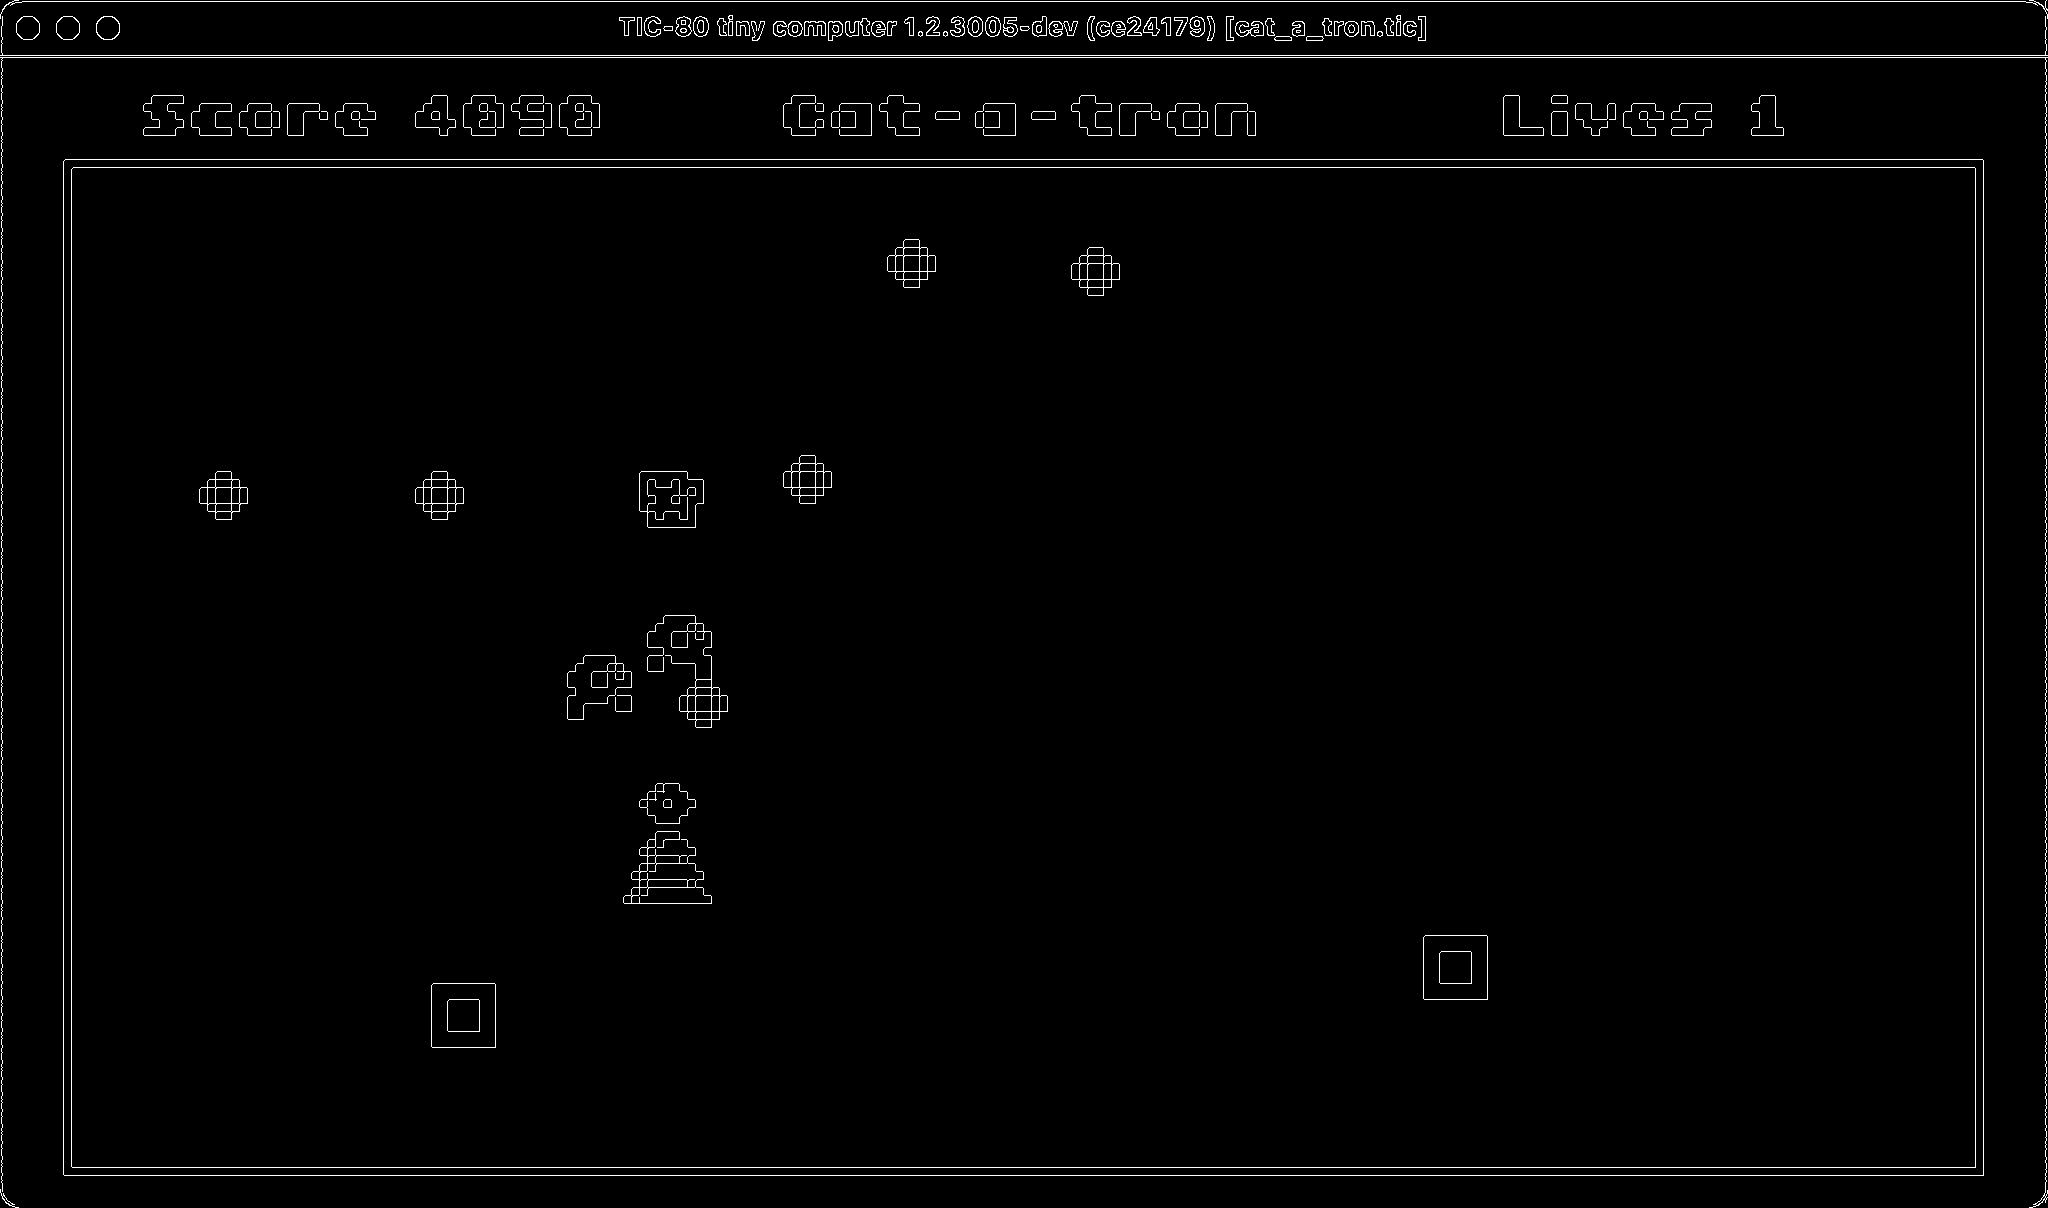 TIC-80 tiny computer 1.2.3005-dev (ce24179) [cat_a_tron.tic]
Score 4090 Cat-a-tron Lives 1